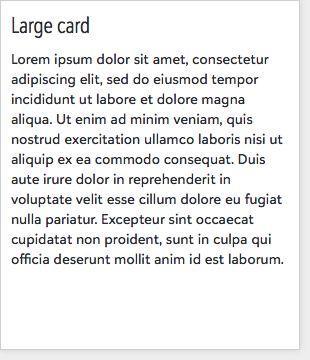 Large card
Lorem ipsum dolor sit amet, consectetur
adipiscing elit, sed do eiusmod tempor
incididunt ut labore et dolore magna
aliqua. Ut enim ad minim veniam, quis
nostrud exercitation ullamco laboris nisi ut
aliquip ex ea commodo consequat. Duis
aute irure dolor in reprehenderit in
voluptate velit esse cillum dolore eu fugiat
nulla pariatur. Excepteur sint occaecat
cupidatat non proident, sunt in culpa qui
officia deserunt mollit anim id est laborum.